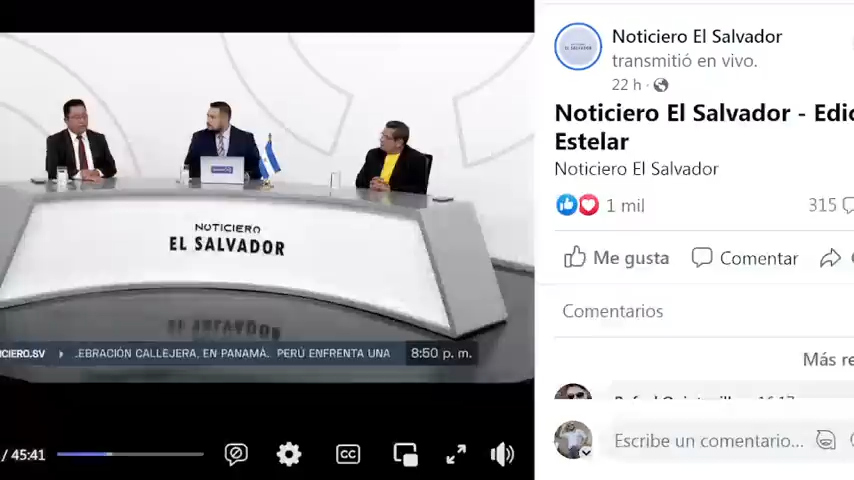 NOTICIERO
EL SALVADOR
CIERO.SV
.EBRACIÓN CALLEJERA, EN PANAMÁ. PERÚ ENFRENTA UNA
8:50 p. m.
/ 45:41
CC
Noticiero El Salvador
transmitió en vivo.
22 h ·
Noticiero El Salvador - Edic
Estelar
Noticiero El Salvador
1 mil
315
Me gusta
Comentar
Comentarios
Más re
Escribe un comentario...